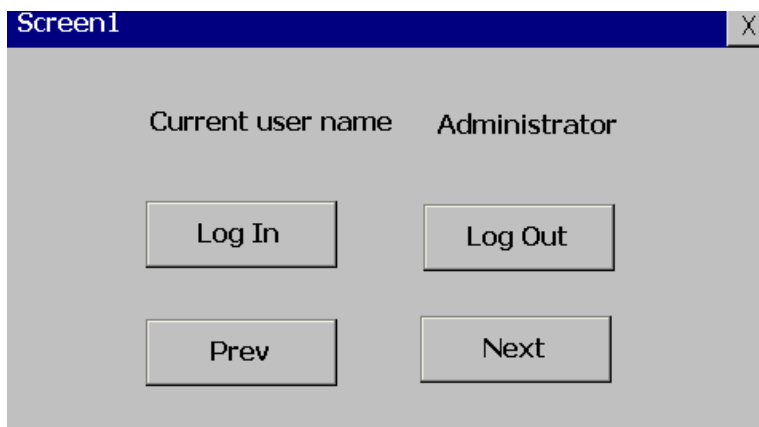 Screen1 X
Current user name Administrator
Log In Log Out
Prev Next